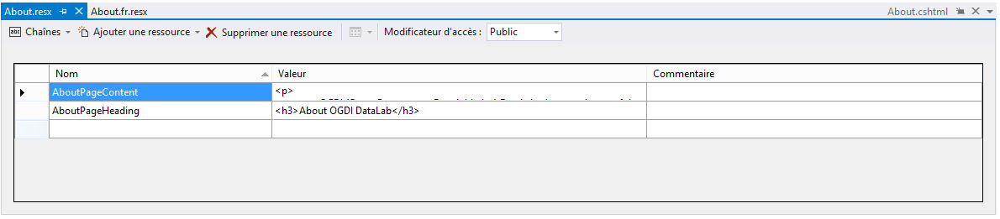 About.resx About.fr.resx About.cshtml
abc Chaînes Ajouter une ressource Supprimer une ressource Modificateur d'accès : Public
Nom Valeur Commentaire
AboutPageContent <p>
AboutPageHeading <h3>About OGDI DataLab</h3>